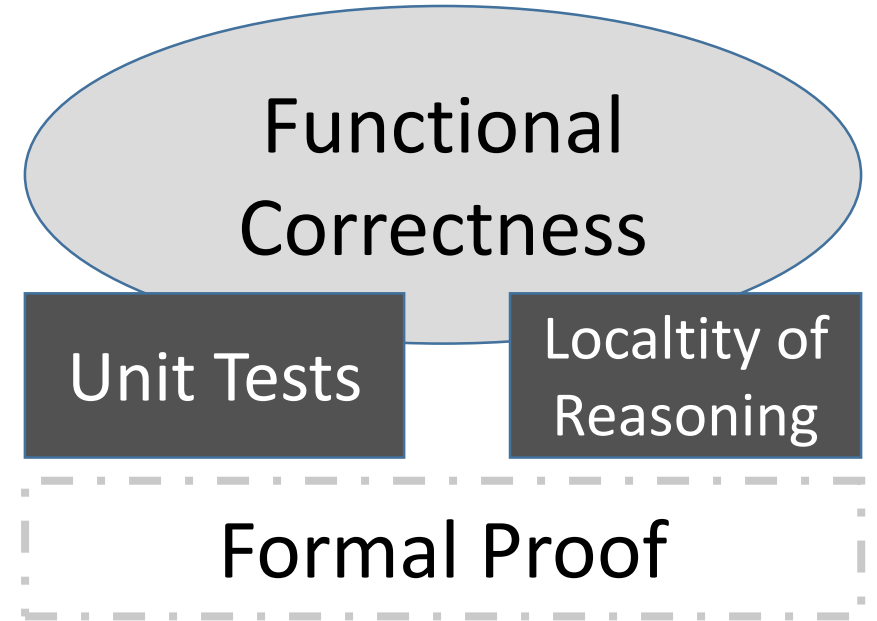 Functional
Correctness
Unit Tests
Localtity of
Reasoning
Formal Proof